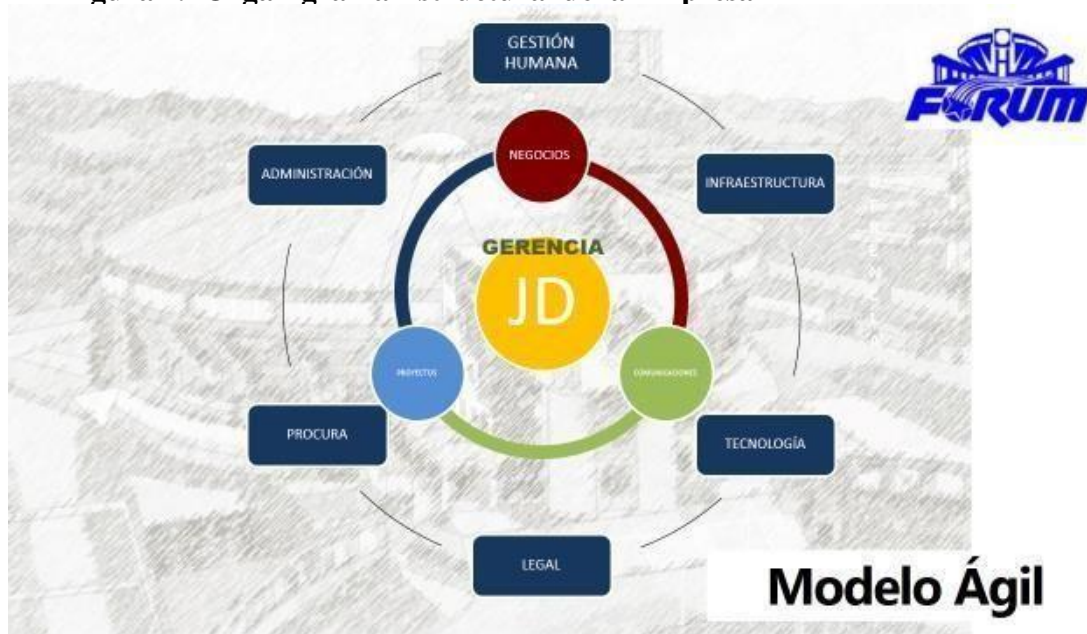 GESTIÓN
HUMANA
FORUM
NEGOCIOS
ADMINISTRACIÓN
INFRAESTRUCTURA
GERENCIA
JD
PROYECTOS
COMUNICACIONES
PROCURA
TECNOLOGÍA
LEGAL
Modelo Ágil